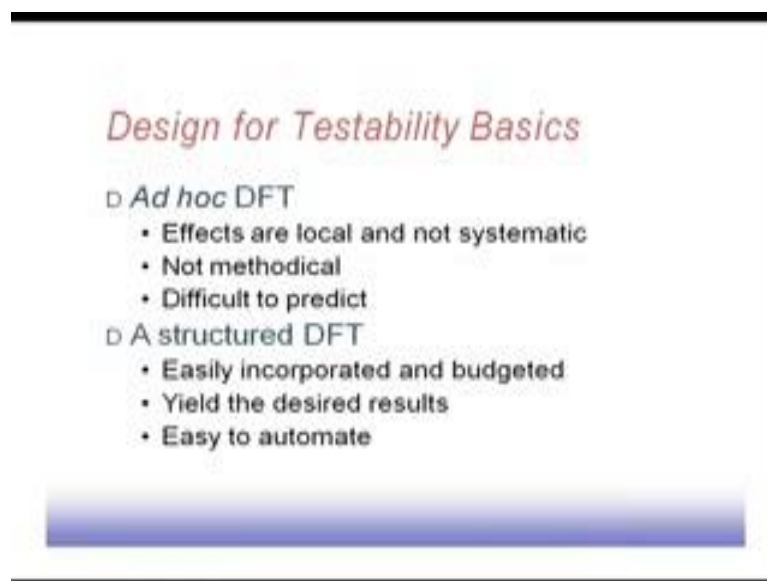 Design for Testability Basics
D Ad hoc DFT
• Effects are local and not systematic
• Not methodical
• Difficult to predict
D A structured DFT
• Easily incorporated and budgeted
• Yield the desired results
• Easy to automate